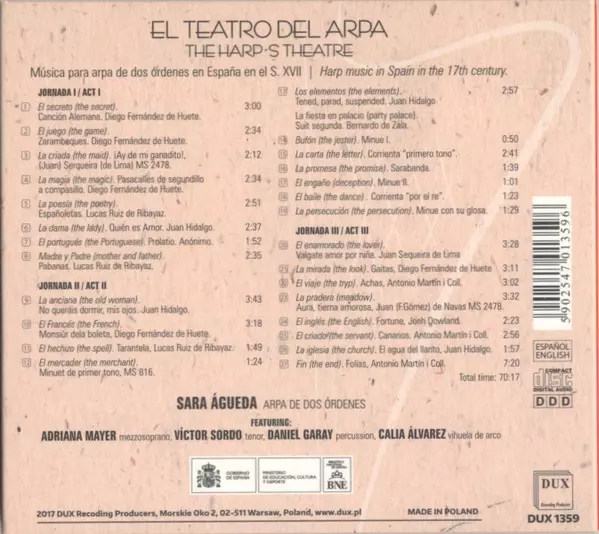 EL TEATRO DEL ARPA
THE HARP'S THEATRE
Música para arpa de dos órdenes en España en el S. XVII | Harp music in Spain in the 17th century.
JORNADA I / ACT I
1 El secreto (the secret). 3:00
Canción Alemana. Diego Fernández de Huete.
2 El juego (the game). 2:34
Zarambeques. Diego Fernández de Huete.
3 La criada (the maid). ¡Ay de mi ganadito!, 2:12
(Juan) Sequeira (de Lima) MS 2478.
4 La magia (the magic). Pasacalles de segundillo 2:34
a compasillo. Diego Fernández de Huete.
5 La poesía (the poetry).
Españoletas. Lucas Ruiz de Ribayaz.
6 La dama (the lady). Quién es Amor. Juan Hidalgo. 2:37
7 El portugués (the Portuguese). Prolatio. Anónimo. 1:52
8 Madre y Padre (mother and father). 2:35
Pabanas. Lucas Ruiz de Ribayaz.
JORNADA II / ACT II
9 La anciana (the old woman). 3:43
No queráis dormir, mis ojos. Juan Hidalgo.
10 El Francés (the French). 3:18
Monsiúr dela boleta, Diego Fernández de Huete.
11 El hechizo (the spell). Tarantela, Lucas Ruiz de Ribayaz. 1:49
12 El mercader (the merchant). 1:24
Minuet de primer tono, MS 816.
Los elementos (the elements). 2:57
Tened, parad, suspended. Juan Hidalgo
La fiesta en palacio (party palace).
Suit segunda. Bernardo de Zala.
Bufón (the jester). Minue I. 0:50
La carta (the letter). Corrienta "primero tono". 2:41
La promesa (the promise). Sarabanda. 1:39
El engaño (deception). Minue II. 1:01
El baile (the dance). Corrienta "por el re". 1:23
La persecución (the persecution). Minue con su glosa. 1:29
JORNADA III / ACT III
20 El enamorado (the lover). 3:28
Valgate amor por niña. Juan Sequeira de Lima
21 La mirada (the look). Gaitas, Diego Fernández de Huete 3:11
El viaje (the tryp). Achas, Antonio Martín i Coll. 3:02
La pradera (meadow). 3:32
Aura, tierna amorosa, Juan (F.Gómez) de Navas MS 2478.
24 El inglés (the English). Fortune, Jonh Dowland. 2:23
25 El criado (the servant). Canarios. Antonio Martín i Coll. 2:56
26 La iglesia (the church). El agua del llanto, Juan Hidalgo. 1:57
27 Fin (the end). Folías, Antonio Martín i Coll. 7:20
Total time: 70:17
SARA ÁGUEDA ARPA DE DOS ÓRDENES
FEATURING:
ADRIANA MAYER mezzosoprano, VÍCTOR SORDO tenor, DANIEL GARAY percussion, CALIA ÁLVAREZ vihuela de arco
GOBIERNO
DE ESPAÑA
MINISTERIO
DE EDUCACIÓN, CULTURA
Y DEPORTE
BNE
2017 DUX Recoding Producers, Morskie Oko 2, 02-511 Warsaw, Poland, www.dux.pl
MADE IN POLAND
5902547013596
ESPAÑOL
ENGLISH
COMPACT
disc
DIGITAL AUDIO
DDD
DUX
Recording Producers
DUX 1359